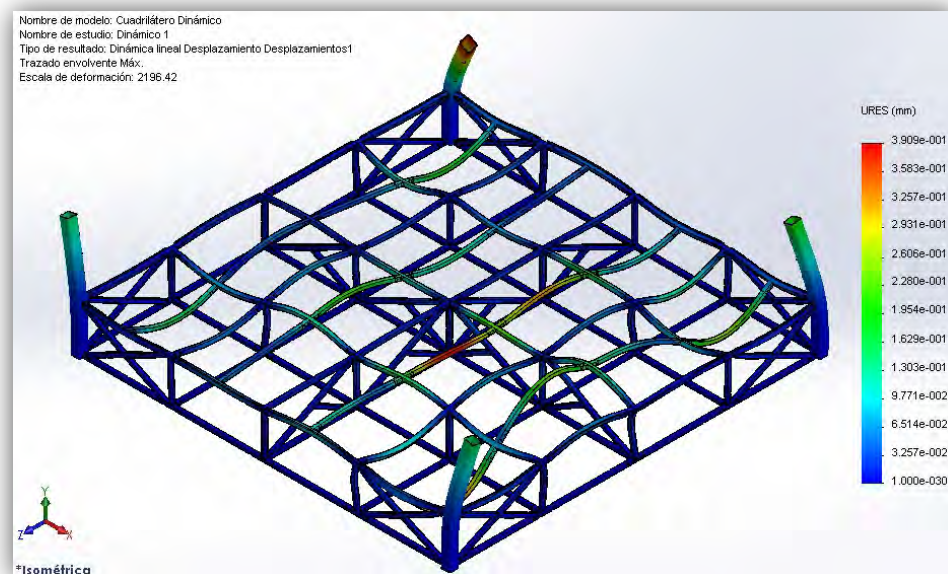 Nombre de modelo: Cuadrilátero Dinámico
Nombre de estudio: Dinámico 1
Tipo de resultado: Dinámica lineal Desplazamiento Desplazamientos1
Trazado envolvente Máx.
Escala de deformación: 2196.42
URES (mm)
3.909e-001
3.583e-001
3.257e-001
2.931e-001
2.606e-001
2.280e-001
1.954e-001
1.629e-001
1.303e-001
9.771e-002
6.514e-002
3.257e-002
1.000e-030
Y
Z
X
*Isométrica